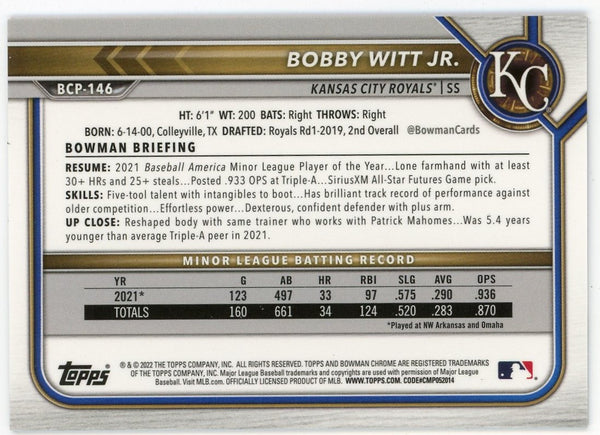 BOBBY WITT JR.
KC
BCP-146
KANSAS CITY ROYALS® | SS
HT: 6'1" WT: 200 BATS: Right THROWS: Right
BORN: 6-14-00, Colleyville, TX DRAFTED: Royals Rd1-2019, 2nd Overall @BowmanCards
BOWMAN BRIEFING
RESUME: 2021 Baseball America Minor League Player of the Year...Lone farmhand with at least
30+ HRs and 25+ steals...Posted .933 OPS at Triple-A...SiriusXM All-Star Futures Game pick.
SKILLS: Five-tool talent with intangibles to boot...Has brilliant track record of performance against
older competition...Effortless power...Dexterous, confident defender with plus arm.
UP CLOSE: Reshaped body with same trainer who works with Patrick Mahomes...Was 5.4 years
younger than average Triple-A peer in 2021.
MINOR LEAGUE BATTING RECORD
YR G AB HR RBI SLG AVG OPS
2021* 123 497 33 97 .575 .290 .936
TOTALS 160 661 34 124 .520 .283 .870
*Played at NW Arkansas and Omaha
topps
® & © 2022 THE TOPPS COMPANY, INC. ALL RIGHTS RESERVED. TOPPS AND BOWMAN CHROME ARE REGISTERED TRADEMARKS
OF THE TOPPS COMPANY, INC. Major League Baseball trademarks and copyrights are used with permission of Major League
Baseball. Visit MLB.com. OFFICIALLY LICENSED PRODUCT OF MLB. WWW.TOPPS.COM. CODE#CMP052014